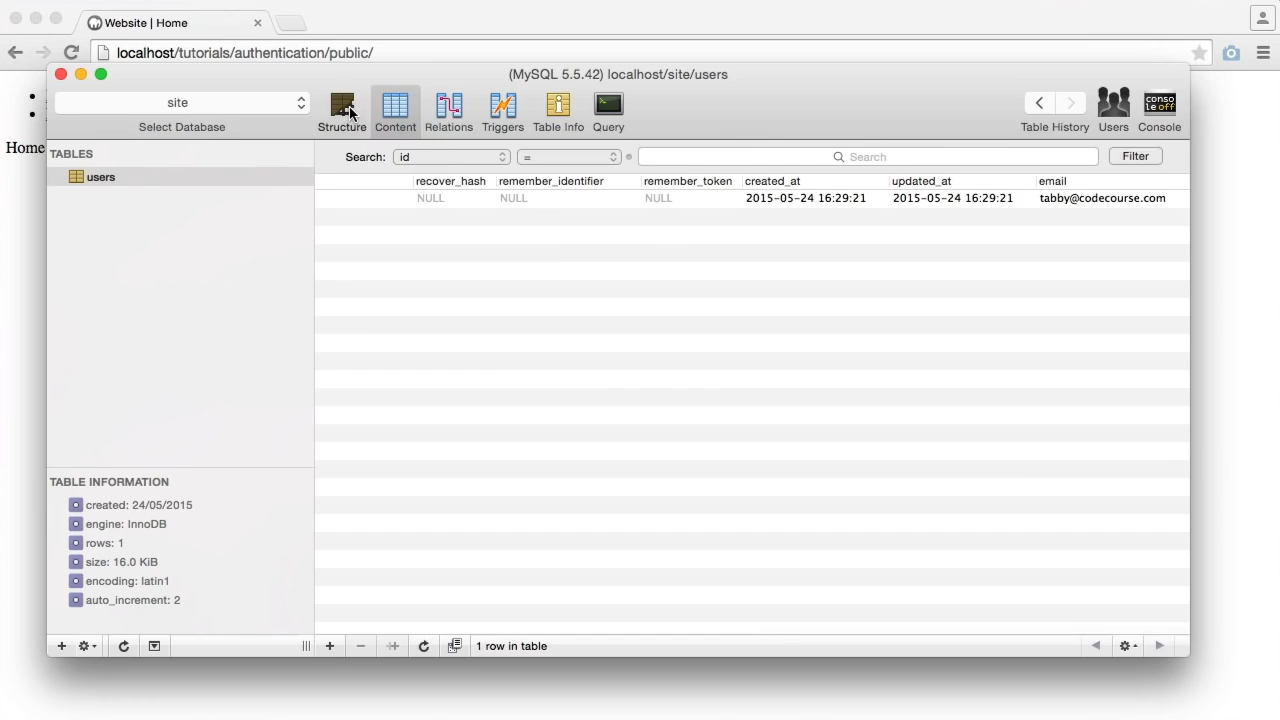 Website | Home
localhost/tutorials/authentication/public/
(MySQL 5.5.42) localhost/site/users
site
Select Database
Structure
Content
Relations
Triggers
Table Info
Query
Table History
Users
conso
le off
Console
Home
TABLES
users
Search:
id
=
Search
Filter
recover_hash remember_identifier remember_token created_at updated_at email
NULL NULL NULL 2015-05-24 16:29:21 2015-05-24 16:29:21 tabby@codecourse.com
TABLE INFORMATION
created: 24/05/2015
engine: InnoDB
rows: 1
size: 16.0 KiB
encoding: latin1
auto_increment: 2
1 row in table